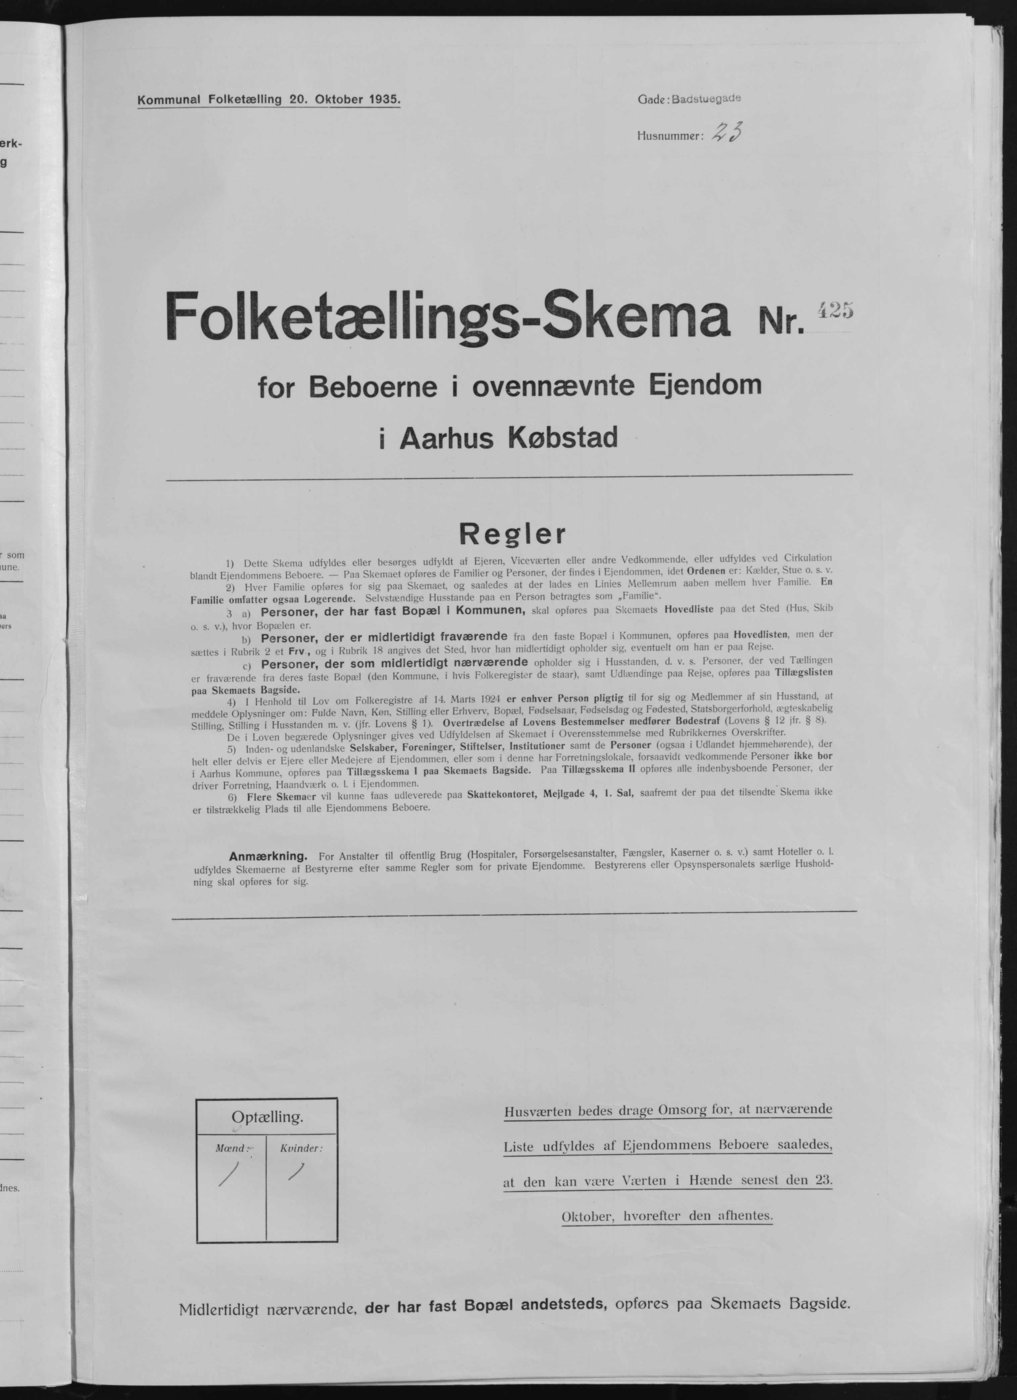 erk-
g
som
nes.
Kommunal Folketælling 20. Oktober 1935.
Gade: Badstuegade
Husnummer: 23
Folketællings-Skema Nr. 425
for Beboerne i ovennævnte Ejendom
i Aarhus Købstad
Regler
1) Dette Skema udfyldes eller besørges udfyldt af Ejeren, Viceværten eller andre Vedkommende, eller udfyldes ved Cirkulation
blandt Ejendommens Beboere. — Paa Skemaet opføres de Familier og Personer, der findes i Ejendommen, idet Ordenen er: Kælder, Stue o. s. v.
2) Hver Familie opføres for sig paa Skemaet, og saaledes at der lades en Linies Mellemrum aaben mellem hver Familie. En
Familie omfatter ogsaa Logerende. Selvstændige Husstande paa en Person betragtes som „Familie“.
3 a) Personer, der har fast Bopæl i Kommunen, skal opføres paa Skemaets Hovedliste paa det Sted (Hus, Skib
o. s. v.), hvor Bopælen er.
b) Personer, der er midlertidigt fraværende fra den faste Bopæl i Kommunen, opføres paa Hovedlisten, men der
sættes i Rubrik 2 et Frv., og i Rubrik 18 angives det Sted, hvor han midlertidigt opholder sig, eventuelt om han er paa Rejse.
c) Personer, der som midlertidigt nærværende opholder sig i Husstanden, d. v. s. Personer, der ved Tællingen
er fraværende fra deres faste Bopæl (den Kommune, i hvis Folkeregister de staar), samt Udlændinge paa Rejse, opføres paa Tillægslisten
paa Skemaets Bagside.
4) I Henhold til Lov om Folkeregistre af 14. Marts 1924 er enhver Person pligtig til for sig og Medlemmer af sin Husstand, at
meddele Oplysninger om: Fulde Navn, Køn, Stilling eller Erhverv, Bopæl, Fødselsaar, Fødselsdag og Fødested, Statsborgerforhold, ægteskabelig
Stilling, Stilling i Husstanden m. v. (jfr. Lovens § 1). Overtrædelse af Lovens Bestemmelser medfører Bødestraf (Lovens § 12 jfr. § 8).
De i Loven begærede Oplysninger gives ved Udfyldelsen af Skemaet i Overensstemmelse med Rubrikkernes Overskrifter.
5) Inden- og udenlandske Selskaber, Foreninger, Stiftelser, Institutioner samt de Personer (ogsaa i Udlandet hjemmehørende), der
helt eller delvis er Ejere eller Medejere af Ejendommen, eller som i denne har Forretningslokale, forsaavidt vedkommende Personer ikke bor
i Aarhus Kommune, opføres paa Tillægsskema I paa Skemaets Bagside. Paa Tillægsskema II opføres alle indenbysboende Personer, der
driver Forretning, Haandværk o. l. i Ejendommen.
6) Flere Skemaer vil kunne faas udleverede paa Skattekontoret, Mejlgade 4, 1. Sal, saafremt der paa det tilsendte Skema ikke
er tilstrækkelig Plads til alle Ejendommens Beboere.
Anmærkning. For Anstalter til offentlig Brug (Hospitaler, Forsørgelsesanstalter, Fængsler, Kaserner o. s. v.) samt Hoteller o. l.
udfyldes Skemaerne af Bestyrerne efter samme Regler som for private Ejendomme. Bestyrerens eller Opsynspersonalets særlige Hushold-
ning skal opføres for sig.
Optælling.
Mænd: Kvinder:
1 1
Husværten bedes drage Omsorg for, at nærværende
Liste udfyldes af Ejendommens Beboere saaledes,
at den kan være Værten i Hænde senest den 23.
Oktober, hvorefter den afhentes.
Midlertidigt nærværende, der har fast Bopæl andetsteds, opføres paa Skemaets Bagside.